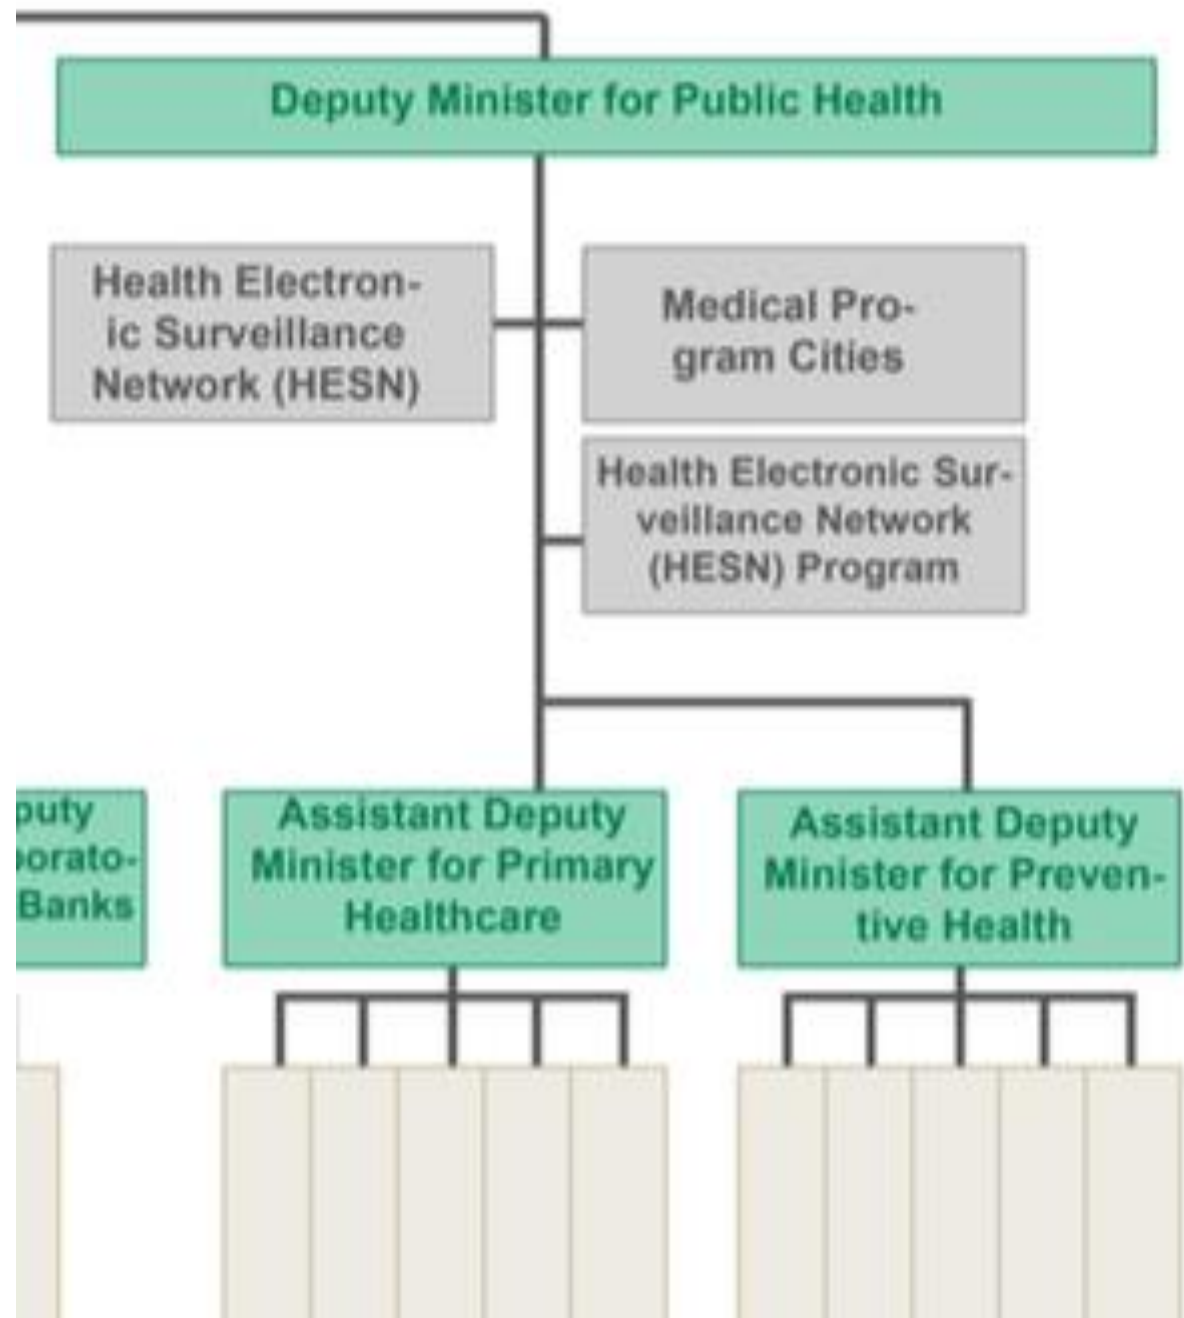 Deputy Minister for Public Health
Health Electron-
ic Surveillance
Network (HESN)
Medical Pro-
gram Cities
Health Electronic Sur-
veillance Network
(HESN) Program
Banks
Assistant Deputy
Minister for Primary
Healthcare
Assistant Deputy
Minister for Preven-
tive Health